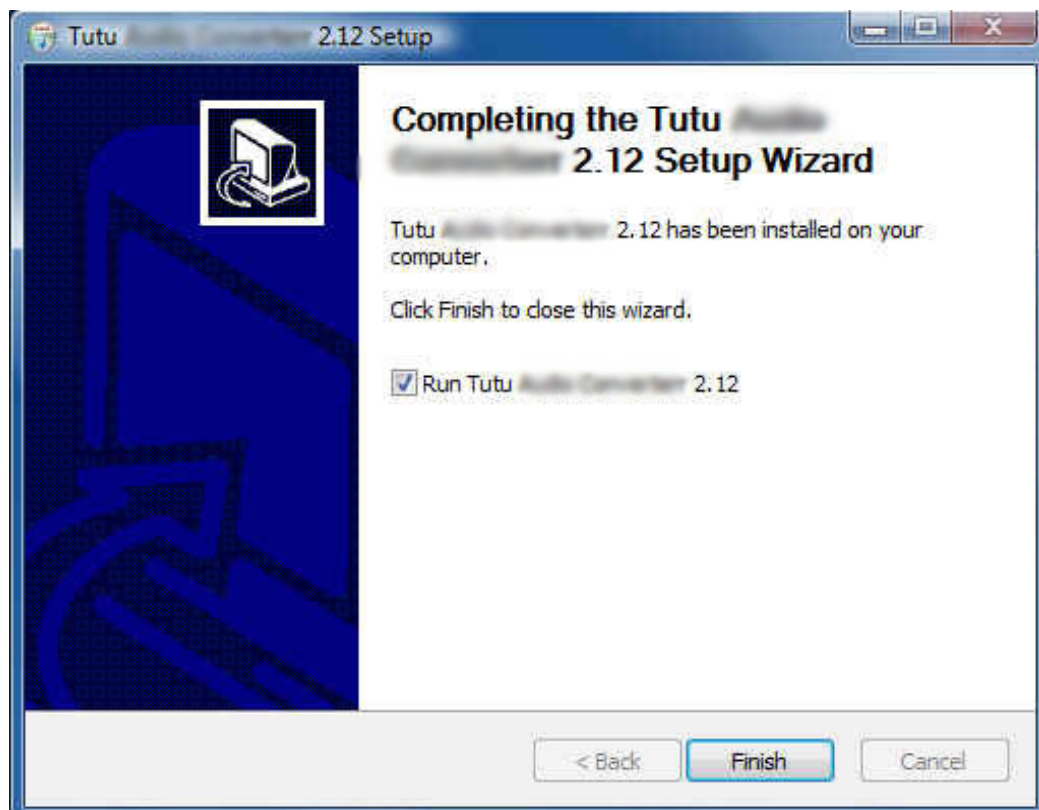 Tutu 2.12 Setup
Completing the Tutu
2.12 Setup Wizard
Tutu 2.12 has been installed on your
computer.
Click Finish to close this wizard.
Run Tutu 2.12
< Back Finish Cancel